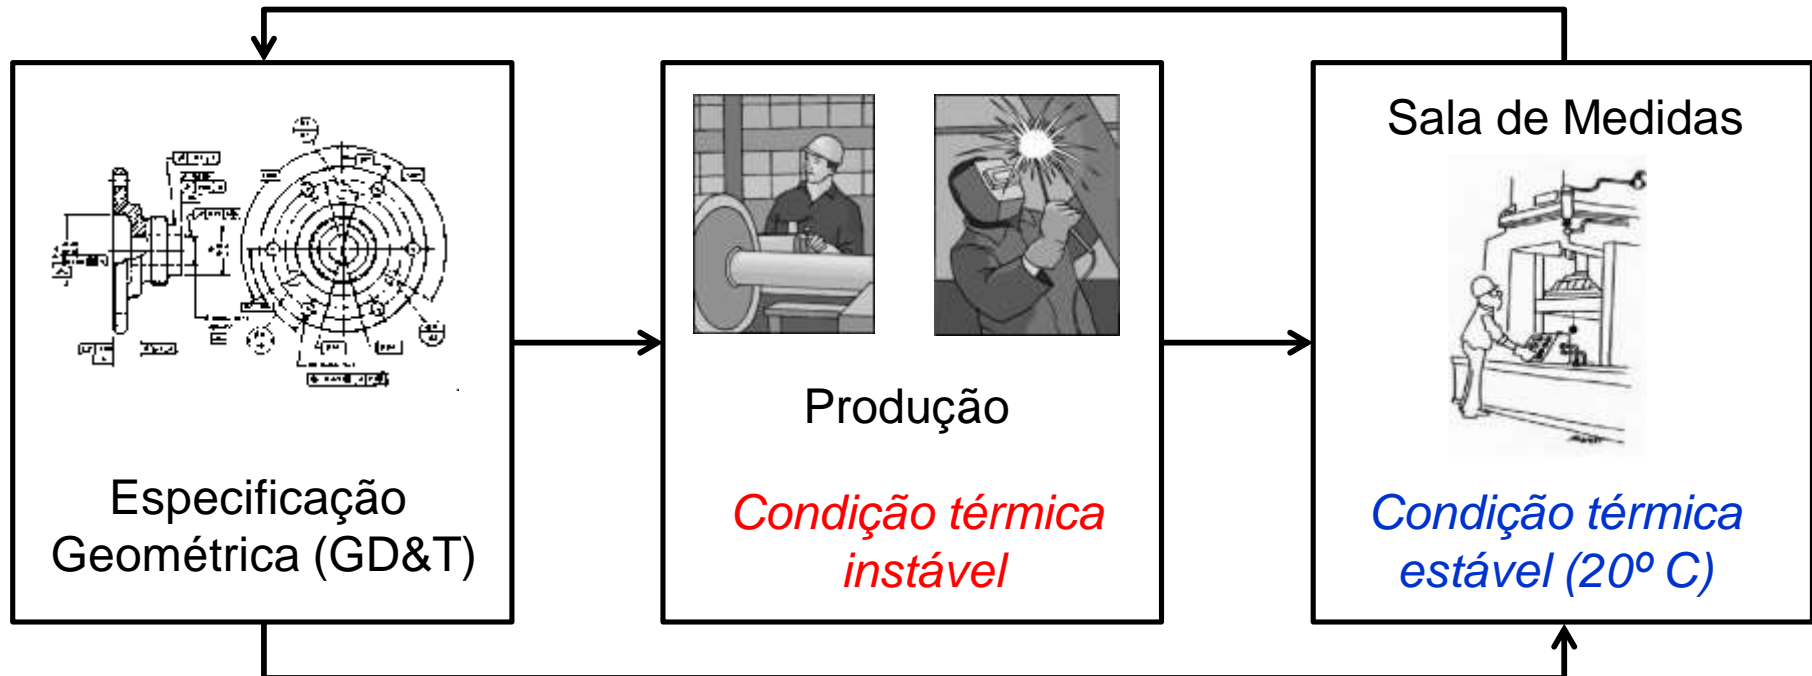 Especificação
Geométrica (GD&T)
Produção
Condição térmica
instável
Sala de Medidas
Condição térmica
estável (20º C)